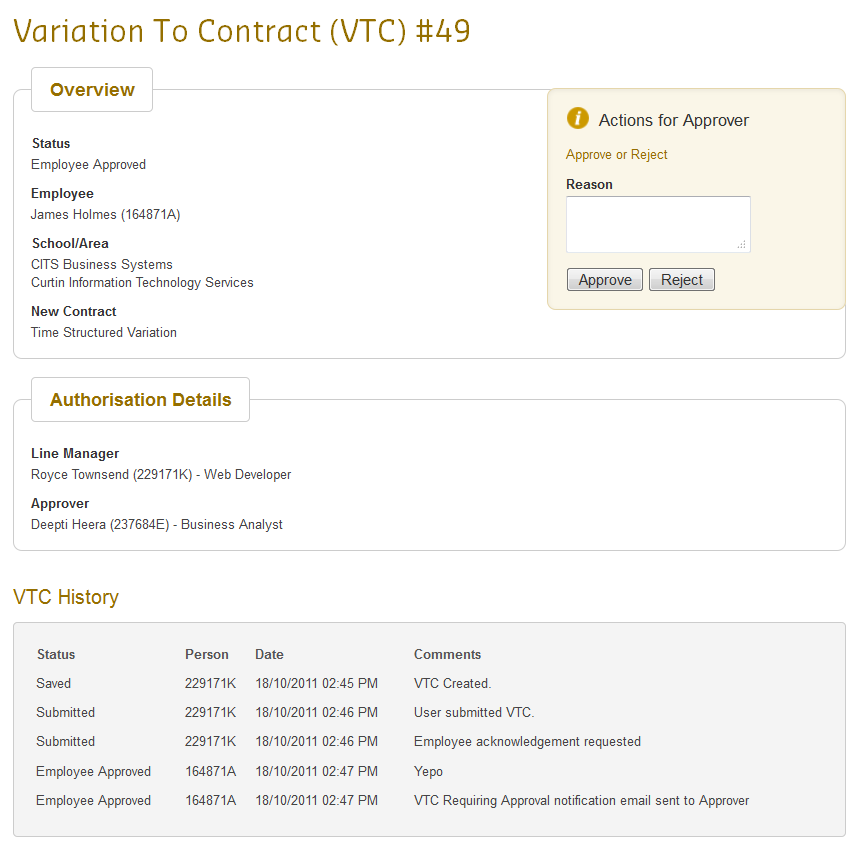 Variation To Contract (VTC) #49
Overview
Status
Employee Approved
Employee
James Holmes (164871A)
School/Area
CITS Business Systems
Curtin Information Technology Services
New Contract
Time Structured Variation
i Actions for Approver
Approve or Reject
Reason
Approve Reject
Authorisation Details
Line Manager
Royce Townsend (229171K) - Web Developer
Approver
Deepti Heera (237684E) - Business Analyst
VTC History
Status Person Date Comments
Saved 229171K 18/10/2011 02:45 PM VTC Created.
Submitted 229171K 18/10/2011 02:46 PM User submitted VTC.
Submitted 229171K 18/10/2011 02:46 PM Employee acknowledgement requested
Employee Approved 164871A 18/10/2011 02:47 PM Yepo
Employee Approved 164871A 18/10/2011 02:47 PM VTC Requiring Approval notification email sent to Approver